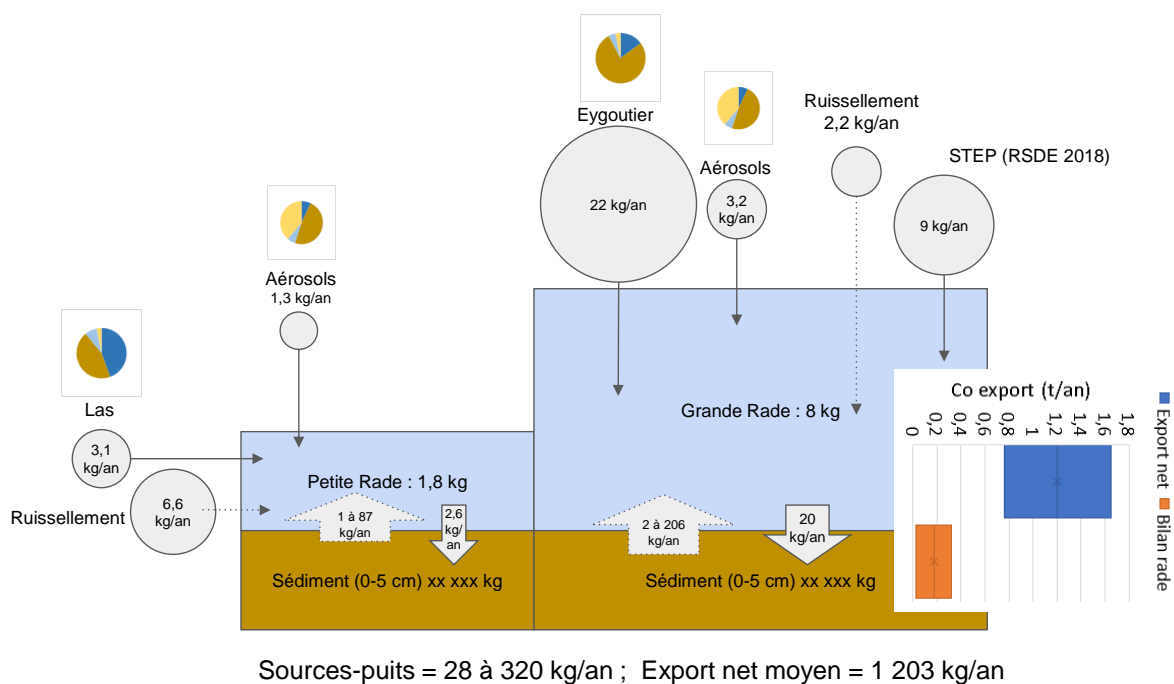 Eygoutier
22 kg/an
Aérosols
3,2
kg/an
Ruissellement
2,2 kg/an
STEP (RSDE 2018)
9 kg/an
Aérosols
1,3 kg/an
Las
3,1
kg/an
Ruissellement
6,6
kg/an
Petite Rade : 1,8 kg
1 à 87
kg/an
2,6
kg/
an
Sédiment (0-5 cm) xx xxx kg
Grande Rade : 8 kg
2 à 206
kg/an
20
kg/an
Sédiment (0-5 cm) xx xxx kg
Co export (t/an)
0
0,2
0,4
0,6
0,8
1
1,2
1,4
1,6
1,8
Export net
Bilan rade
Sources-puits = 28 à 320 kg/an ; Export net moyen = 1 203 kg/an